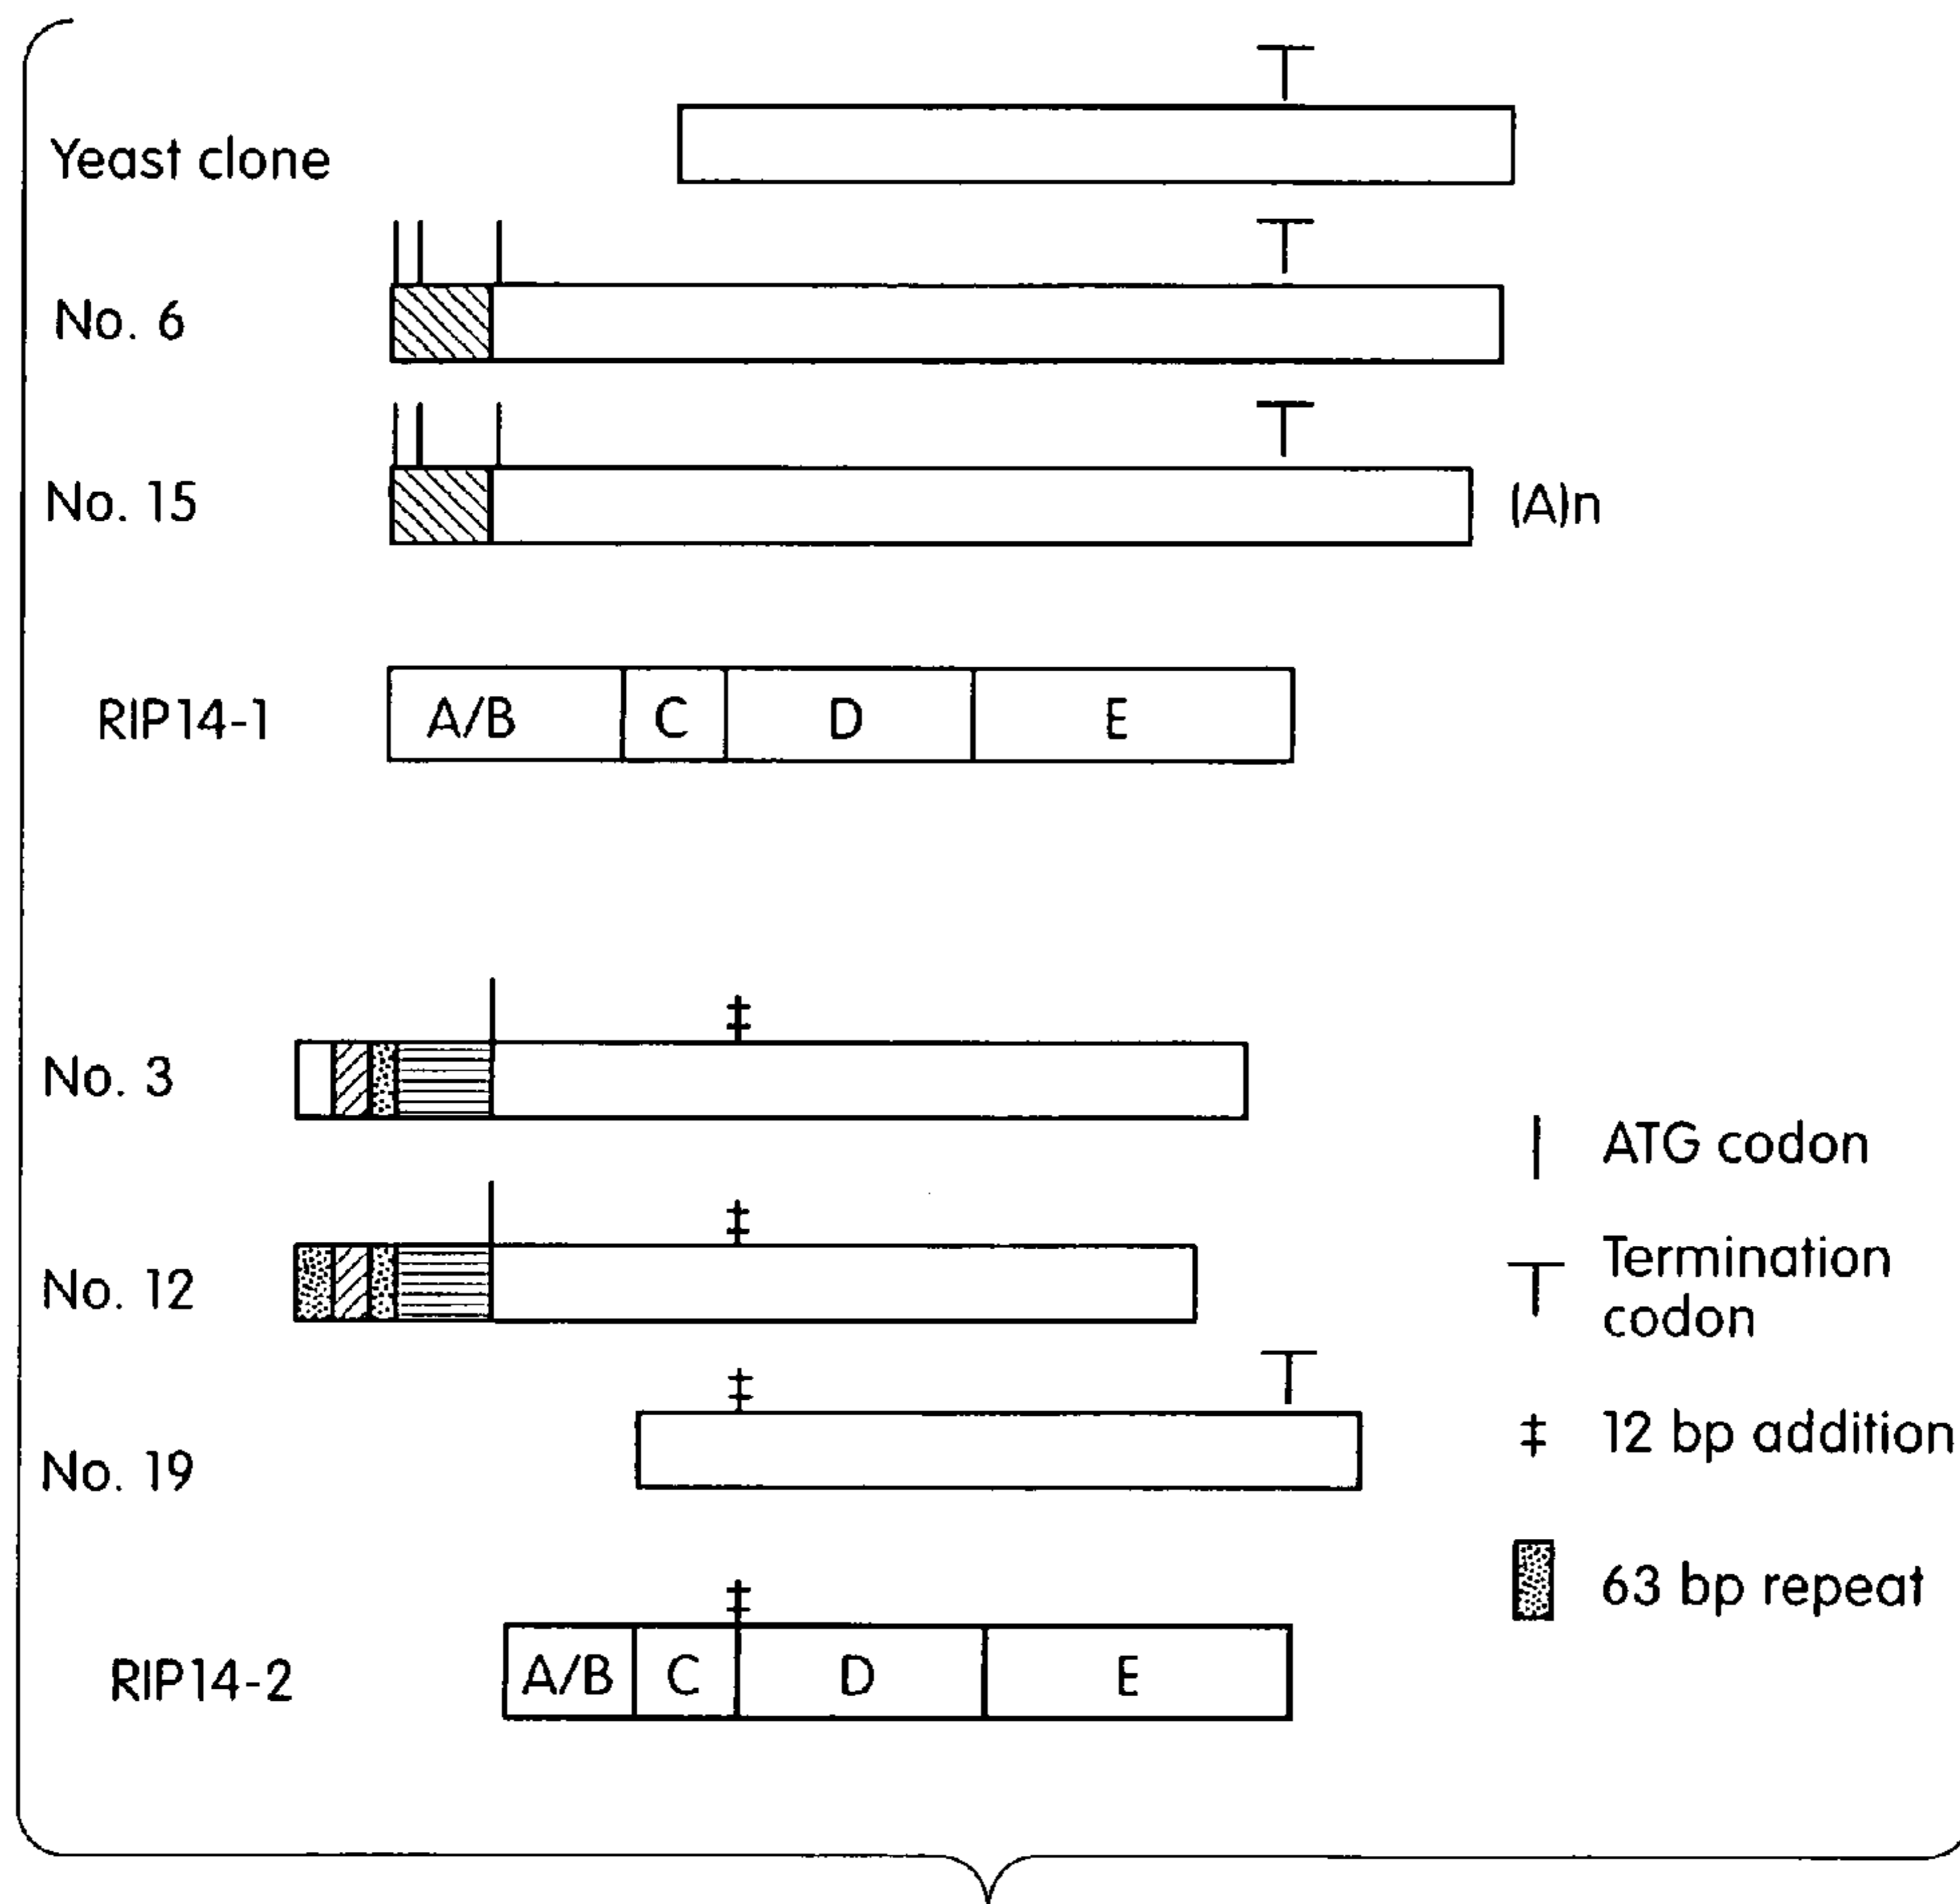 Yeast clone
No. 6
No. 15
(A)n
RIP14-1
A/B
C
D
E
No. 3
ATG codon
No. 12
Termination
codon
No. 19
12 bp addition
63 bp repeat
RIP14-2
A/B
C
D
E